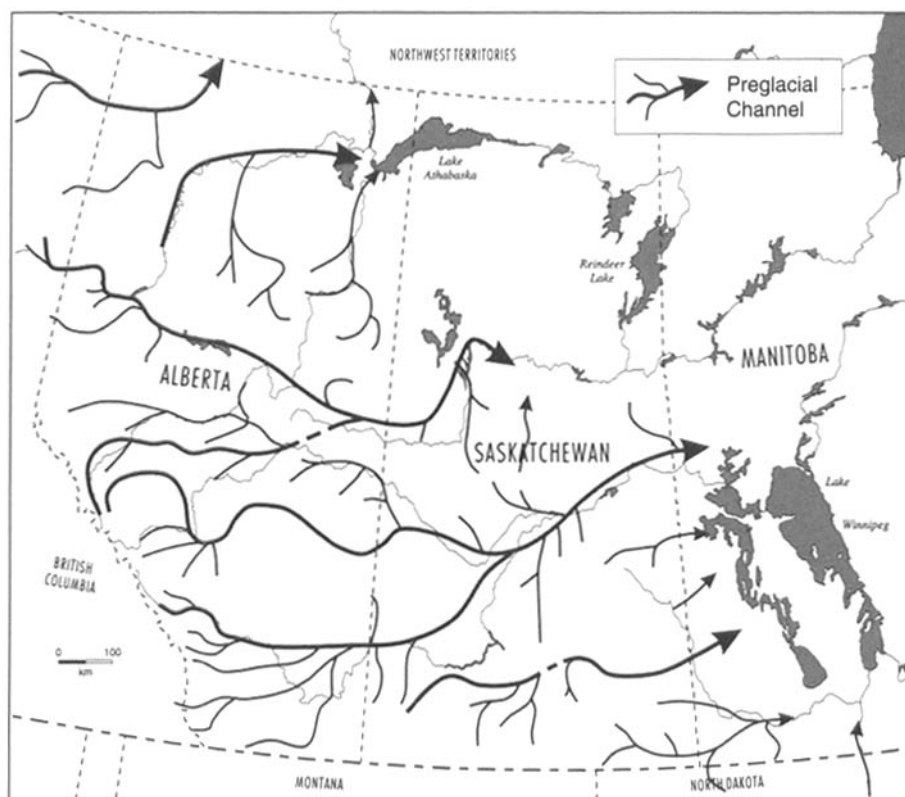 NORTHWEST TERRITORIES
Preglacial
Channel
Lake
Athabaska
Reindeer
Lake
MANITOBA
ALBERTA
SASKATCHEWAN
Lake
Winnipeg
BRITISH
COLUMBIA
0 100
km
MONTANA
NORTH DAKOTA